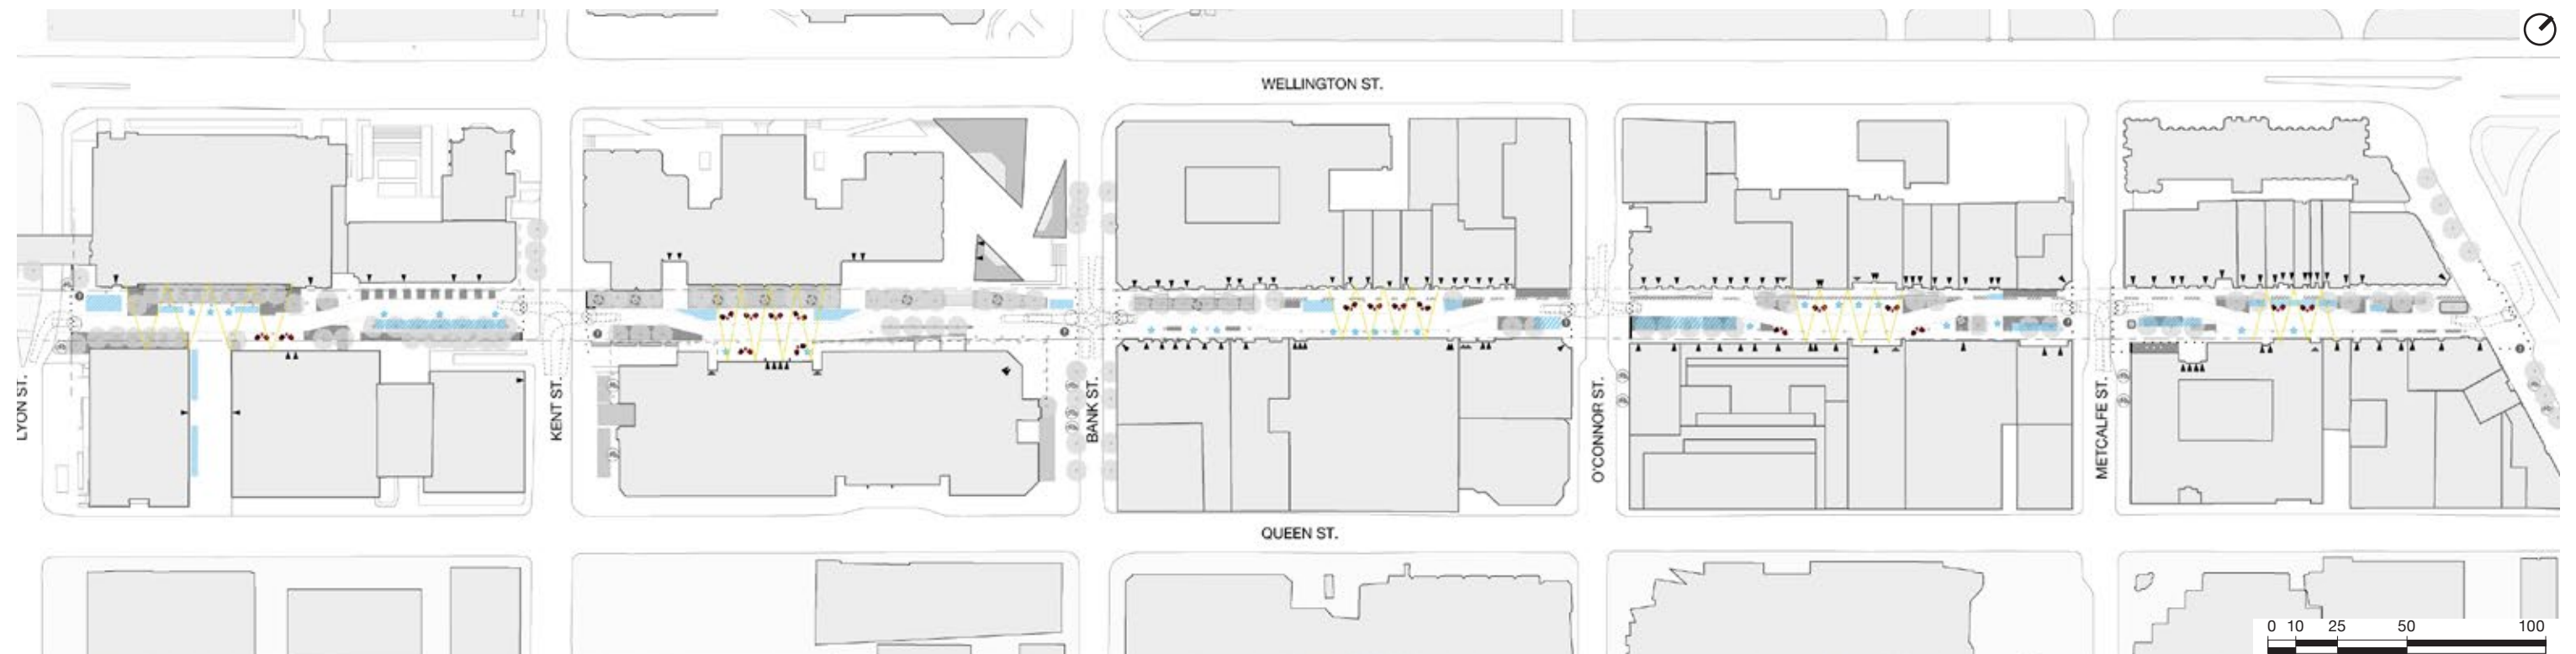 WELLINGTON ST.
LYON ST.
KENT ST.
BANK ST.
O'CONNOR ST.
METCALFE ST.
QUEEN ST.
0 10 25 50 100